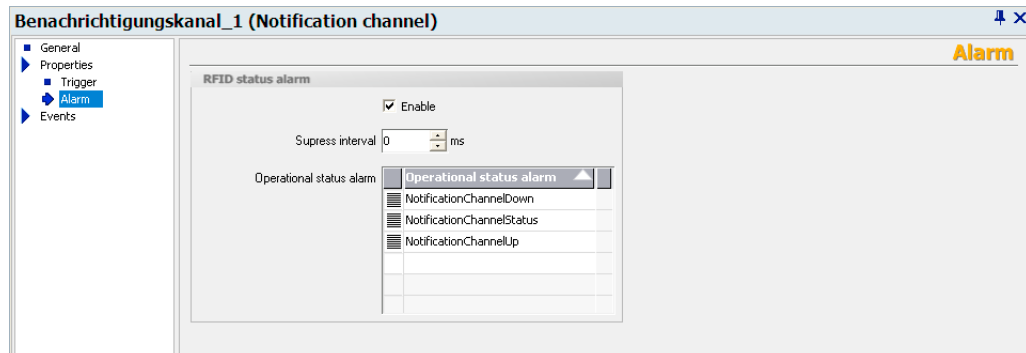 Benachrichtigungskanal_1 (Notification channel)
General
Properties
Trigger
Alarm
Events
Alarm
RFID status alarm
Enable
Supress interval 0 ms
Operational status alarm
Operational status alarm
NotificationChannelDown
NotificationChannelStatus
NotificationChannelUp